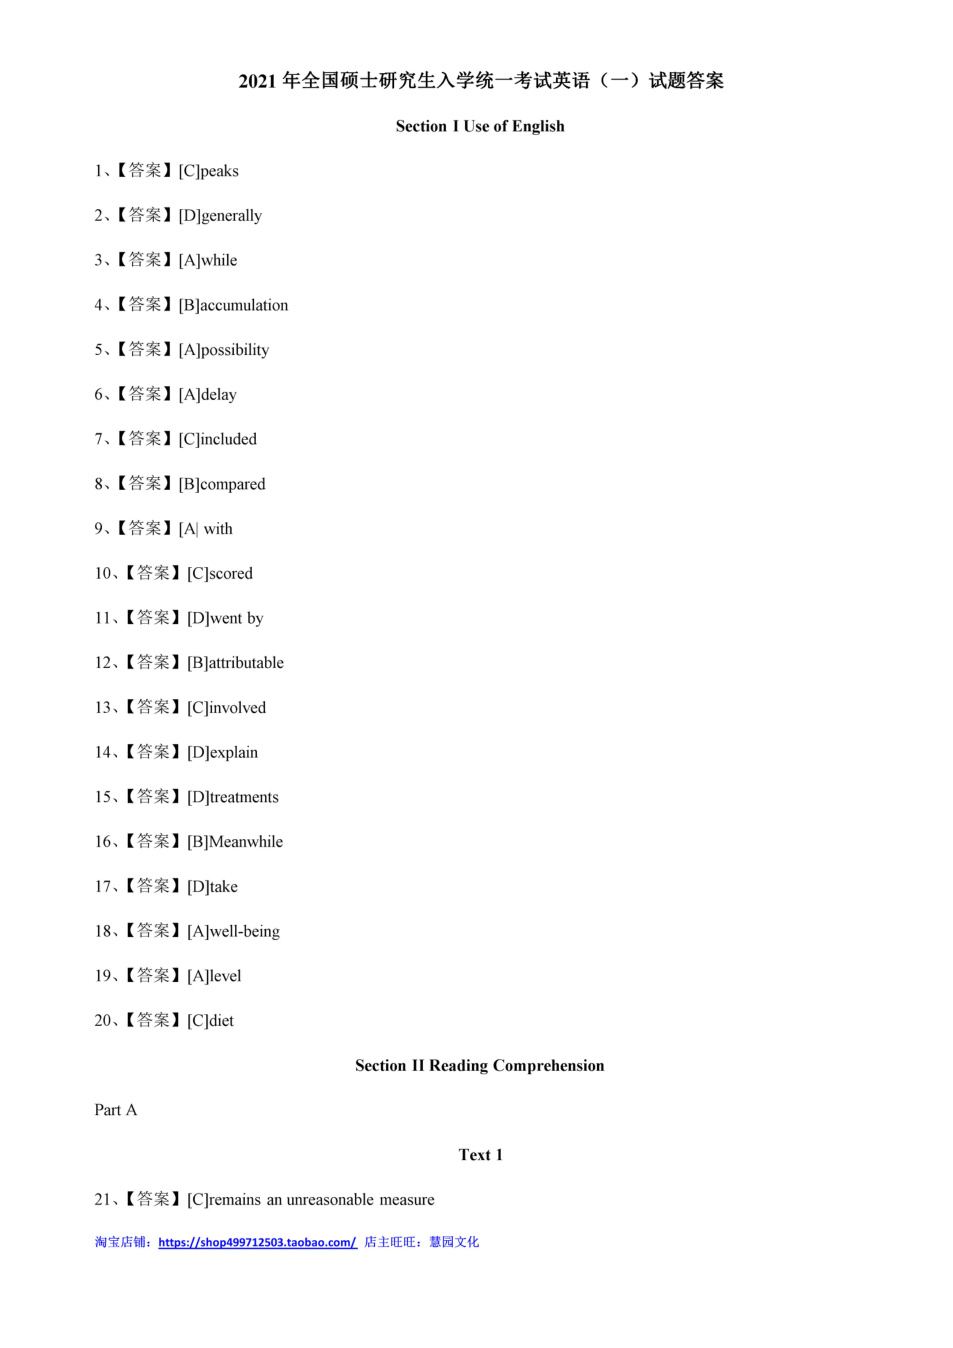 2021 年全国硕士研究生入学统一考试英语（一）试题答案
Section I Use of English
1、【答案】[C]peaks
2、【答案】[D]generally
3、【答案】[A]while
4、【答案】[B]accumulation
5、【答案】[A]possibility
6、【答案】[A]delay
7、【答案】[C]included
8、【答案】[B]compared
9、【答案】[A| with
10、【答案】[C]scored
11、【答案】[D]went by
12、【答案】[B]attributable
13、【答案】[C]involved
14、【答案】[D]explain
15、【答案】[D]treatments
16、【答案】[B]Meanwhile
17、【答案】[D]take
18、【答案】[A]well-being
19、【答案】[A]level
20、【答案】[C]diet
Section II Reading Comprehension
Part A
Text 1
21、【答案】[C]remains an unreasonable measure
淘宝店铺：https://shop499712503.taobao.com/ 店主旺旺：慧园文化